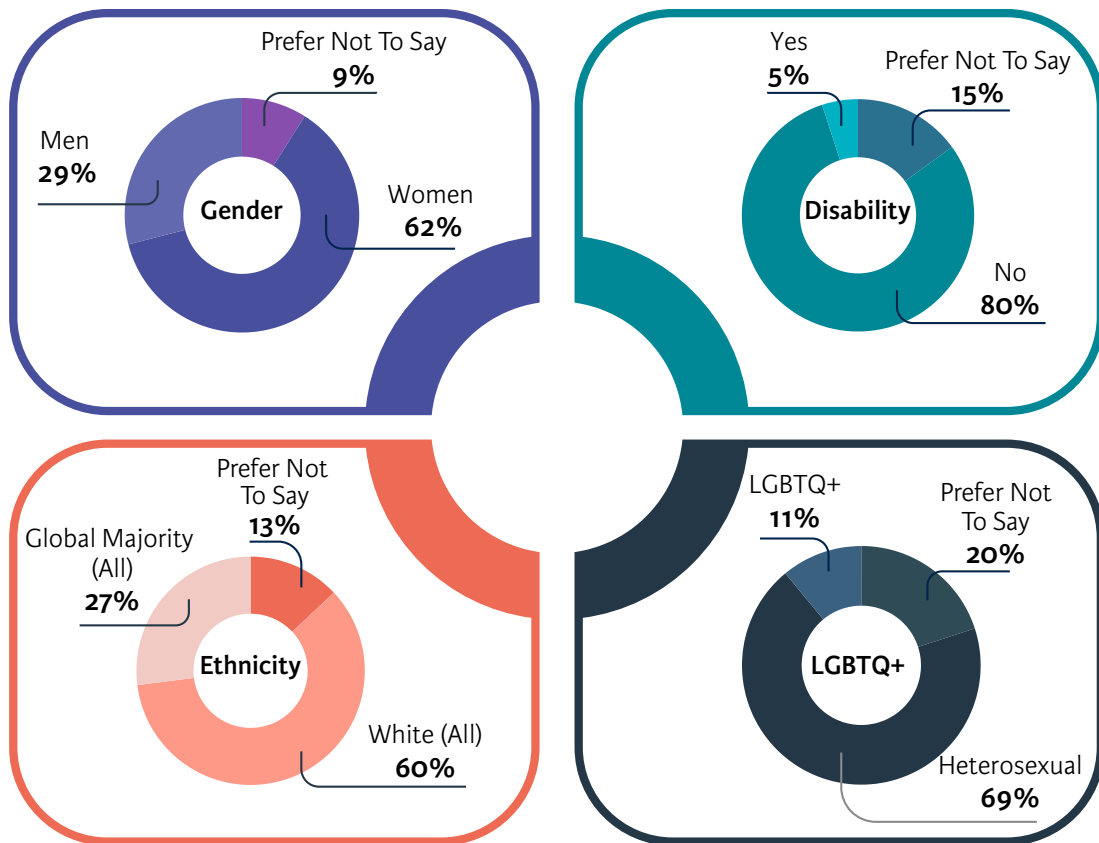 Prefer Not To Say
9%
Men
29%
Women
62%
Gender
Yes
5%
Prefer Not To Say
15%
Disability
No
80%
Prefer Not
To Say
13%
Global Majority
(All)
27%
Ethnicity
White (All)
60%
LGBTQ+
11%
Prefer Not
To Say
20%
LGBTQ+
Heterosexual
69%